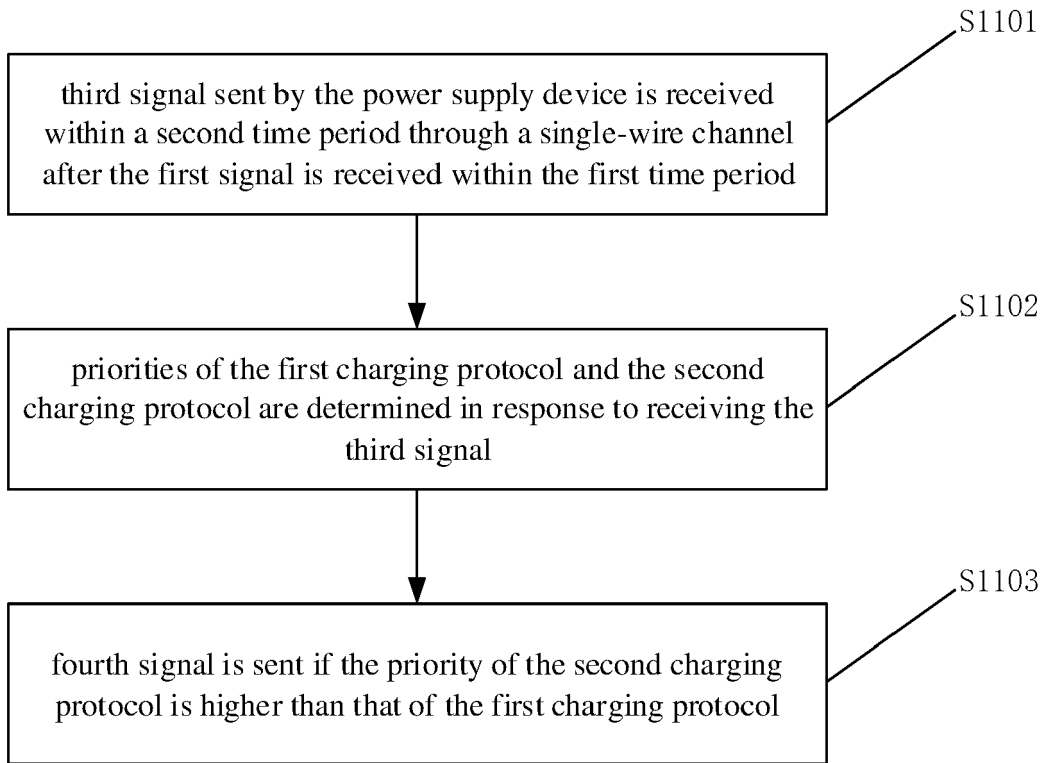 S1101
third signal sent by the power supply device is received
within a second time period through a single-wire channel
after the first signal is received within the first time period
S1102
priorities of the first charging protocol and the second
charging protocol are determined in response to receiving the
third signal
S1103
fourth signal is sent if the priority of the second charging
protocol is higher than that of the first charging protocol